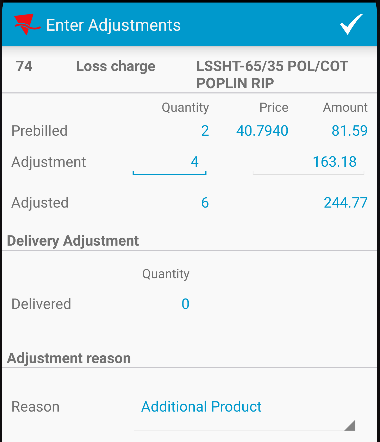 Enter Adjustments
74 Loss charge LSSHT-65/35 POL/COT
POPLIN RIP
Quantity Price Amount
Prebilled 2 40.7940 81.59
Adjustment 4 163.18
Adjusted 6 244.77
Delivery Adjustment
Quantity
Delivered 0
Adjustment reason
Reason Additional Product